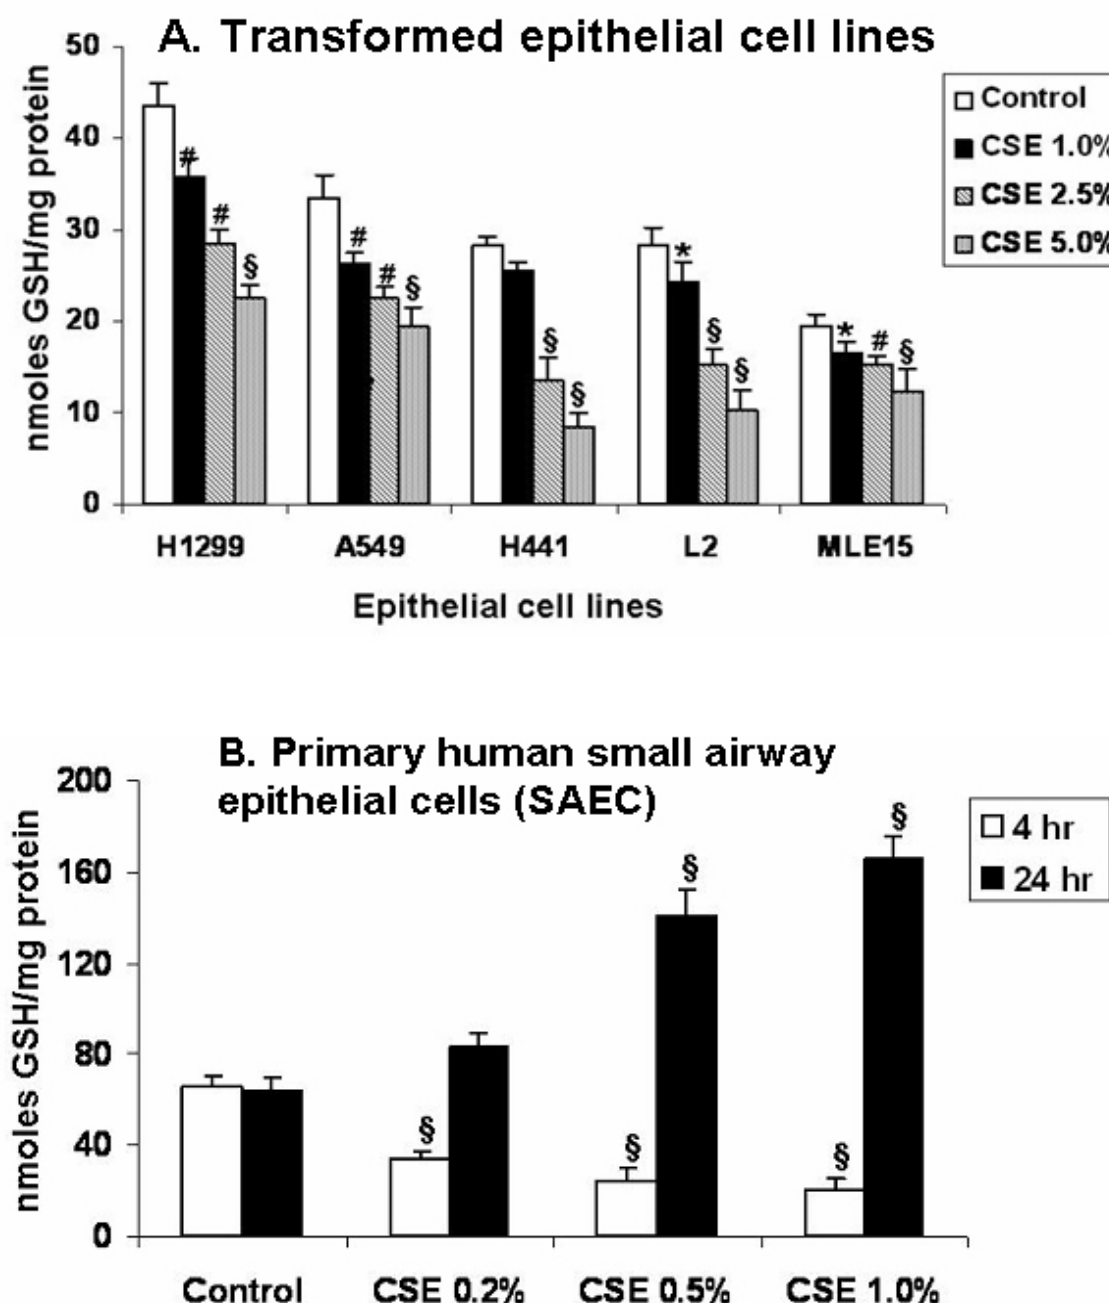 A. Transformed epithelial cell lines
nmoles GSH/mg protein
50
40
30
20
10
0
# # §
# # §
§ §
* § §
* # §
Control
CSE 1.0%
CSE 2.5%
CSE 5.0%
H1299 A549 H441 L2 MLE15
Epithelial cell lines
B. Primary human small airway
epithelial cells (SAEC)
nmoles GSH/mg protein
200
160
120
80
40
0
§
§ §
§ §
4 hr
24 hr
Control CSE 0.2% CSE 0.5% CSE 1.0%